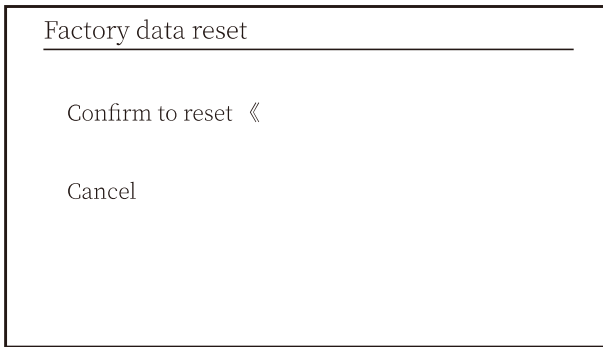 Factory data reset
Confirm to reset 《
Cancel